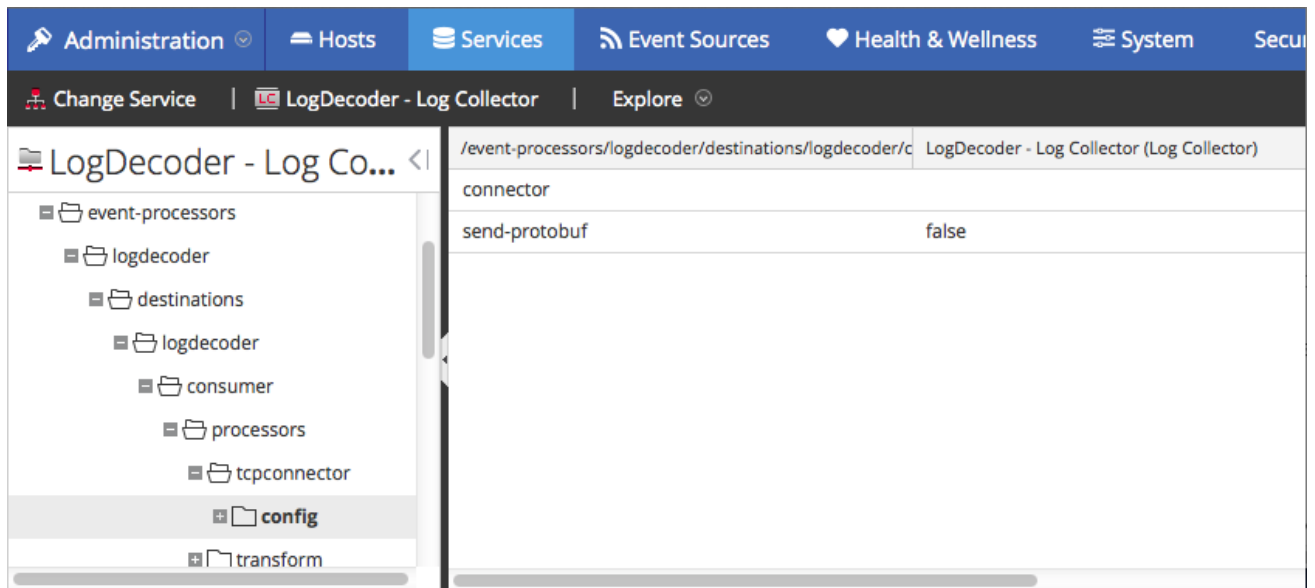 Administration Hosts Services Event Sources Health & Wellness System Secu
Change Service | LC LogDecoder - Log Collector | Explore
LogDecoder - Log Co...
event-processors
logdecoder
destinations
logdecoder
consumer
processors
tcpconnector
config
transform
/event-processors/logdecoder/destinations/logdecoder/c LogDecoder - Log Collector (Log Collector)
connector
send-protobuf false